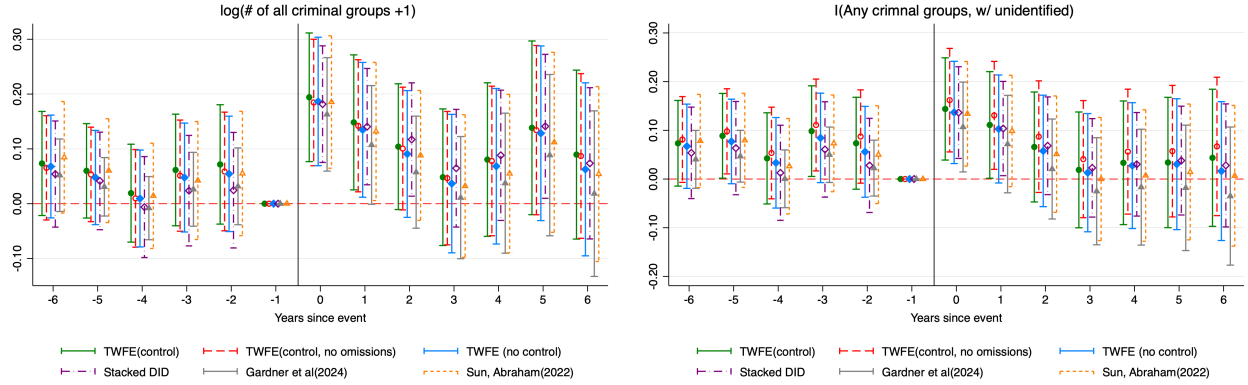 log(# of all criminal groups +1)
0.30
0.20
0.10
0.00
-0.10
-6 -5 -4 -3 -2 -1 0 1 2 3 4 5 6
Years since event
TWFE(control) TWFE(control, no omissions) TWFE (no control)
Stacked DID Gardner et al(2024) Sun, Abraham(2022)
I(Any crimnal groups, w/ unidentified)
0.30
0.20
0.10
0.00
-0.10
-0.20
-6 -5 -4 -3 -2 -1 0 1 2 3 4 5 6
Years since event
TWFE(control) TWFE(control, no omissions) TWFE (no control)
Stacked DID Gardner et al(2024) Sun, Abraham(2022)